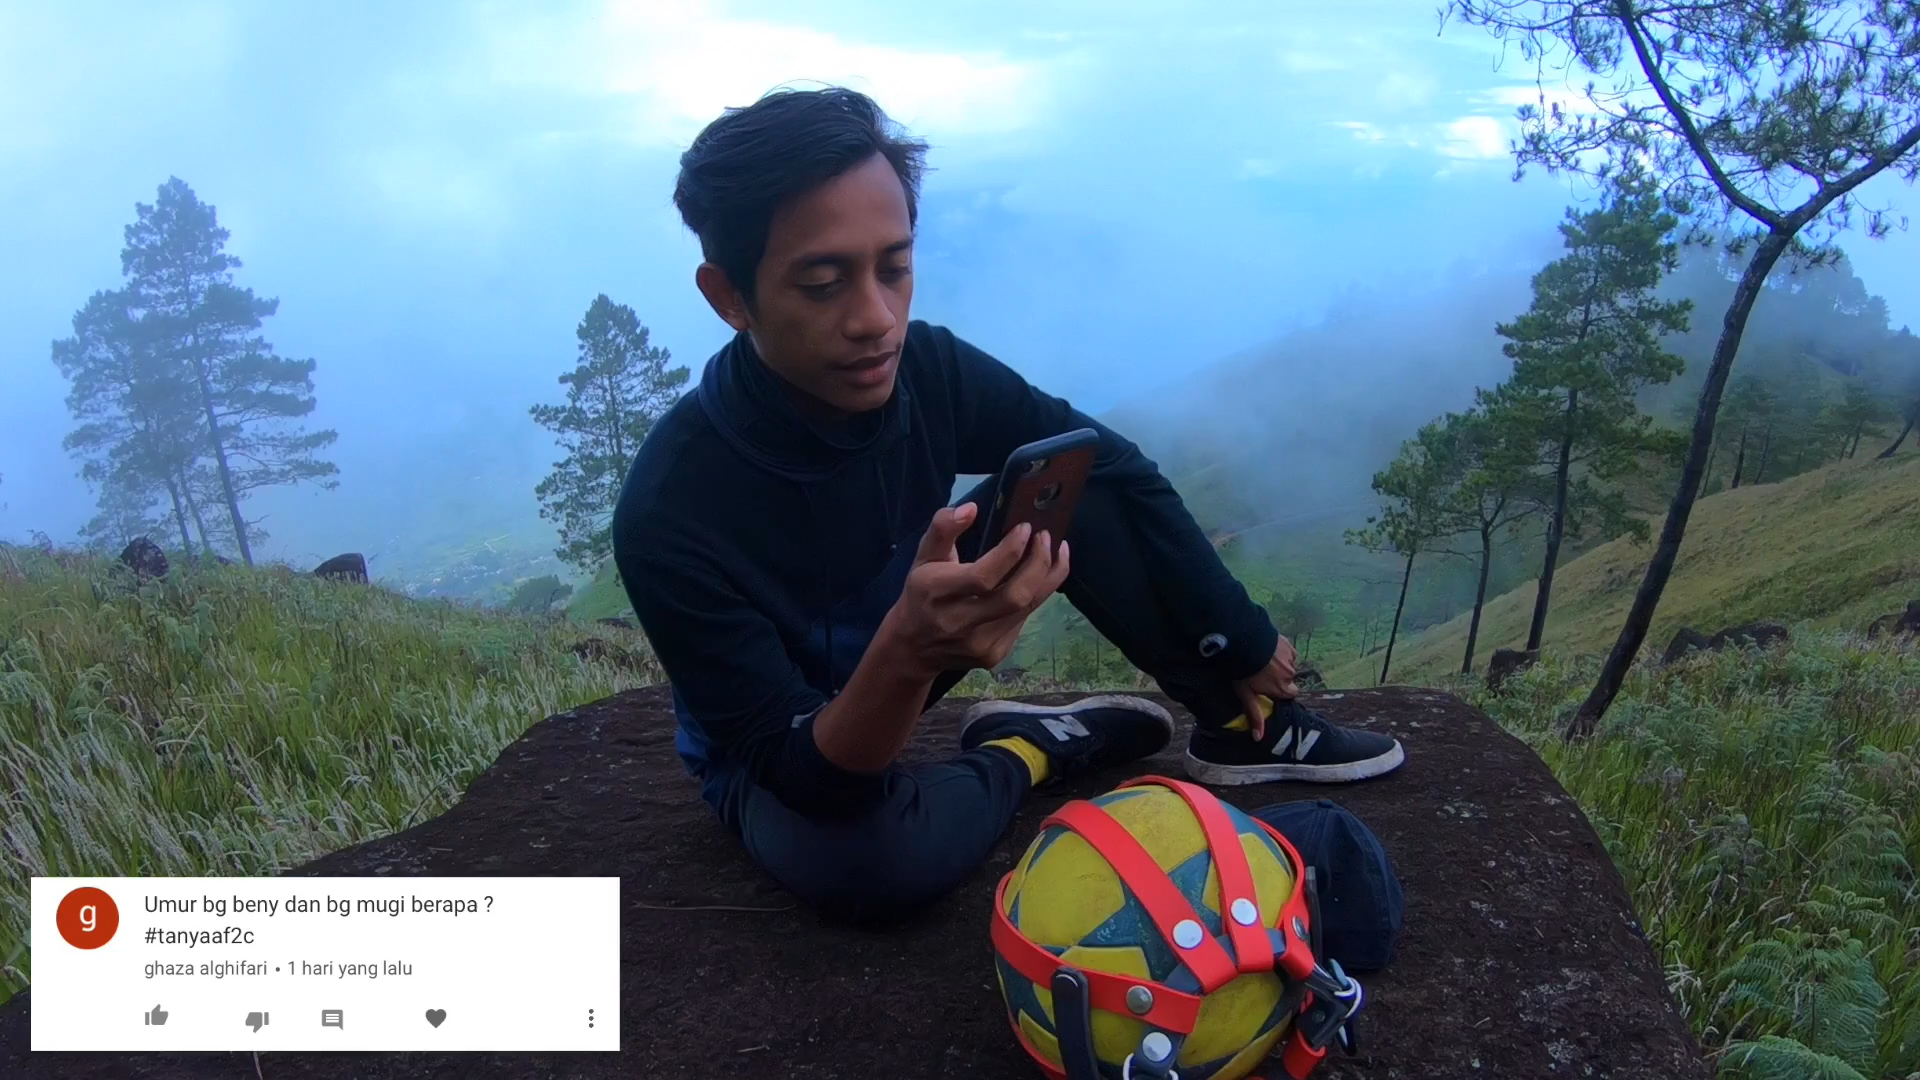 N
N
g
Umur bg beny dan bg mugi berapa ?
#tanyaaf2c
ghaza alghifari • 1 hari yang lalu